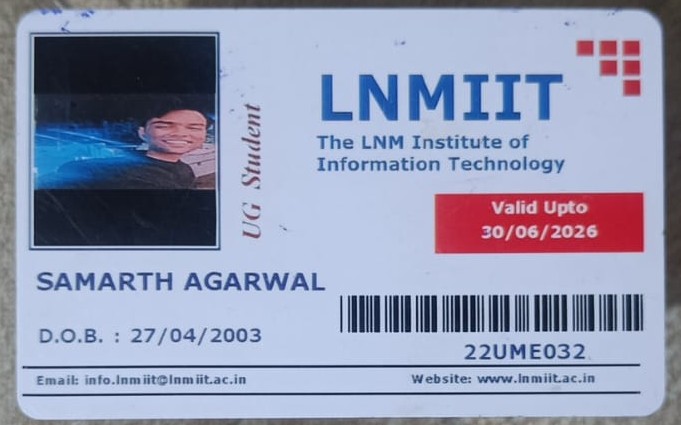 UG Student
LNMIIT
The LNM Institute of
Information Technology
Valid Upto
30/06/2026
SAMARTH AGARWAL
D.O.B. : 27/04/2003
22UME032
Email: info.lnmiit@lnmiit.ac.in
Website: www.lnmiit.ac.in